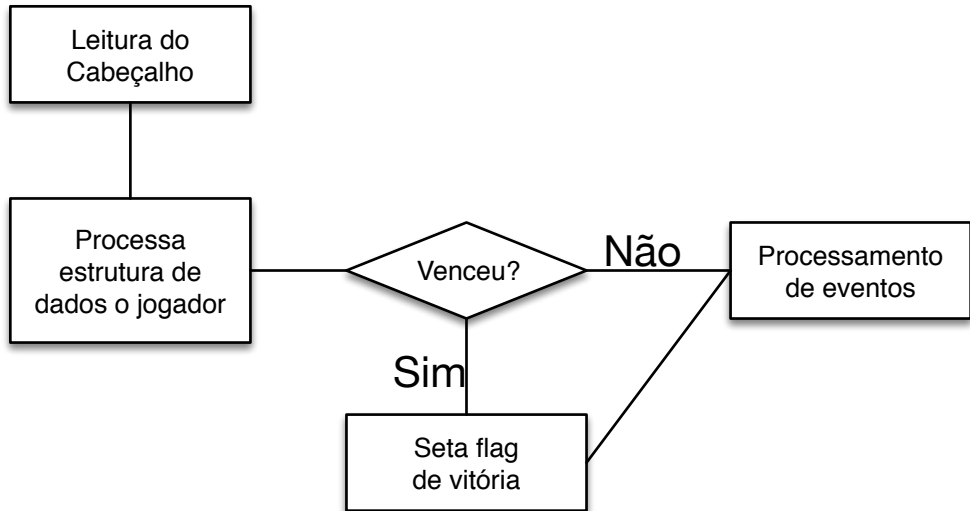 Leitura do
Cabeçalho
Processa
estrutura de
dados o jogador
Venceu?
Não
Processamento
de eventos
Sim
Seta flag
de vitória